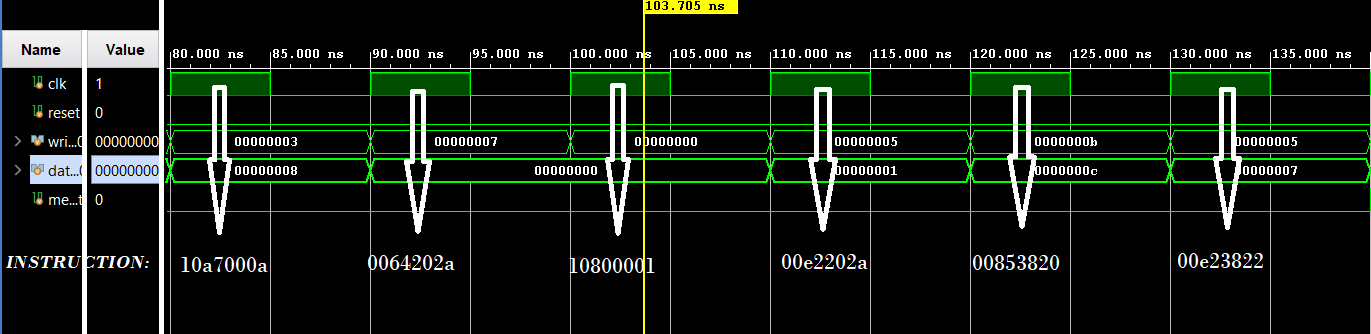 103.705 ns
Name Value 80.000 ns 85.000 ns 90.000 ns 95.000 ns 100.000 ns 105.000 ns 110.000 ns 115.000 ns 120.000 ns 125.000 ns 130.000 ns 135.000 ns
clk 1
reset 0
wri...0 00000000 00000003 00000007 00000000 00000005 0000000b 00000005
dat...0 00000000 00000008 00000000 00000001 0000000c 00000007
me...t 0
INSTRUCTION: 10a7000a 0064202a 10800001 00e2202a 00853820 00e23822